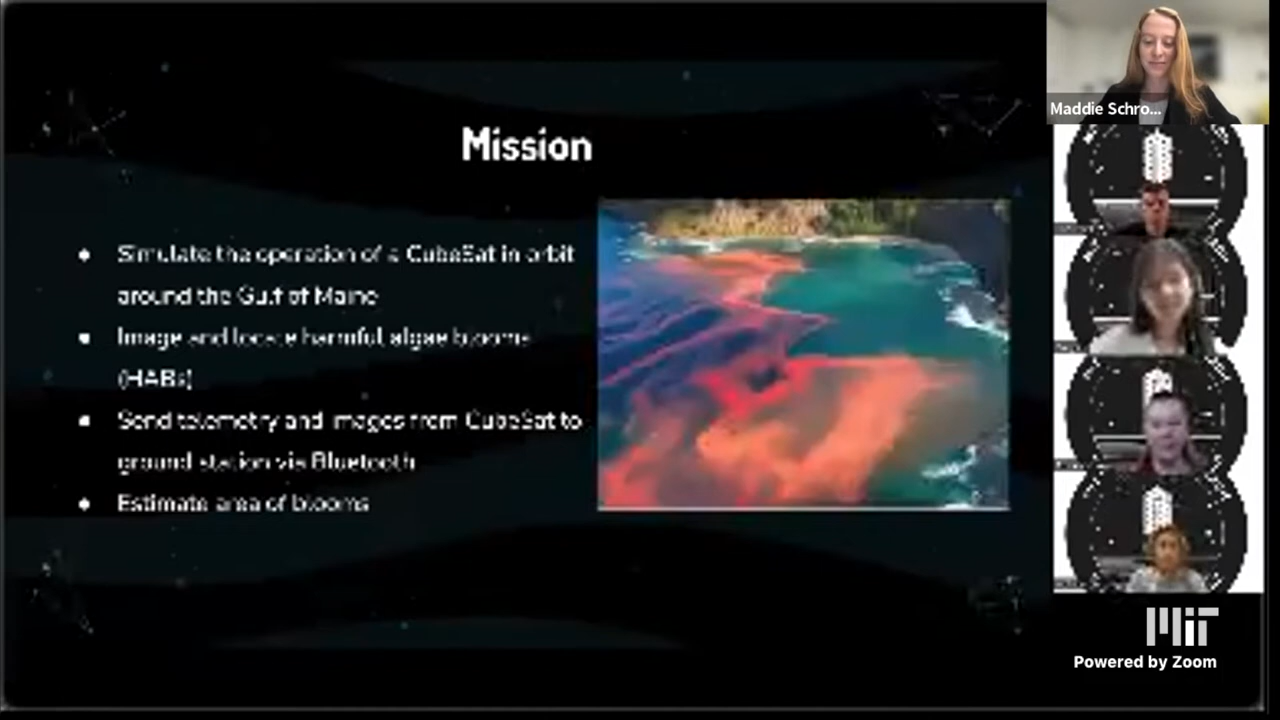 Mission
Simulate the operation of a CubeSat in orbit
around the Gulf of Maine
Image and locate harmful algae blooms
(HABs)
Send telemetry and images from CubeSat to
ground station via Bluetooth
Estimate area of blooms
Maddie Schro...
MIT
Powered by Zoom